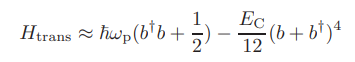 H_trans ≈ ħω_p(b†b + 1/2) − E_C/12 (b + b†)⁴